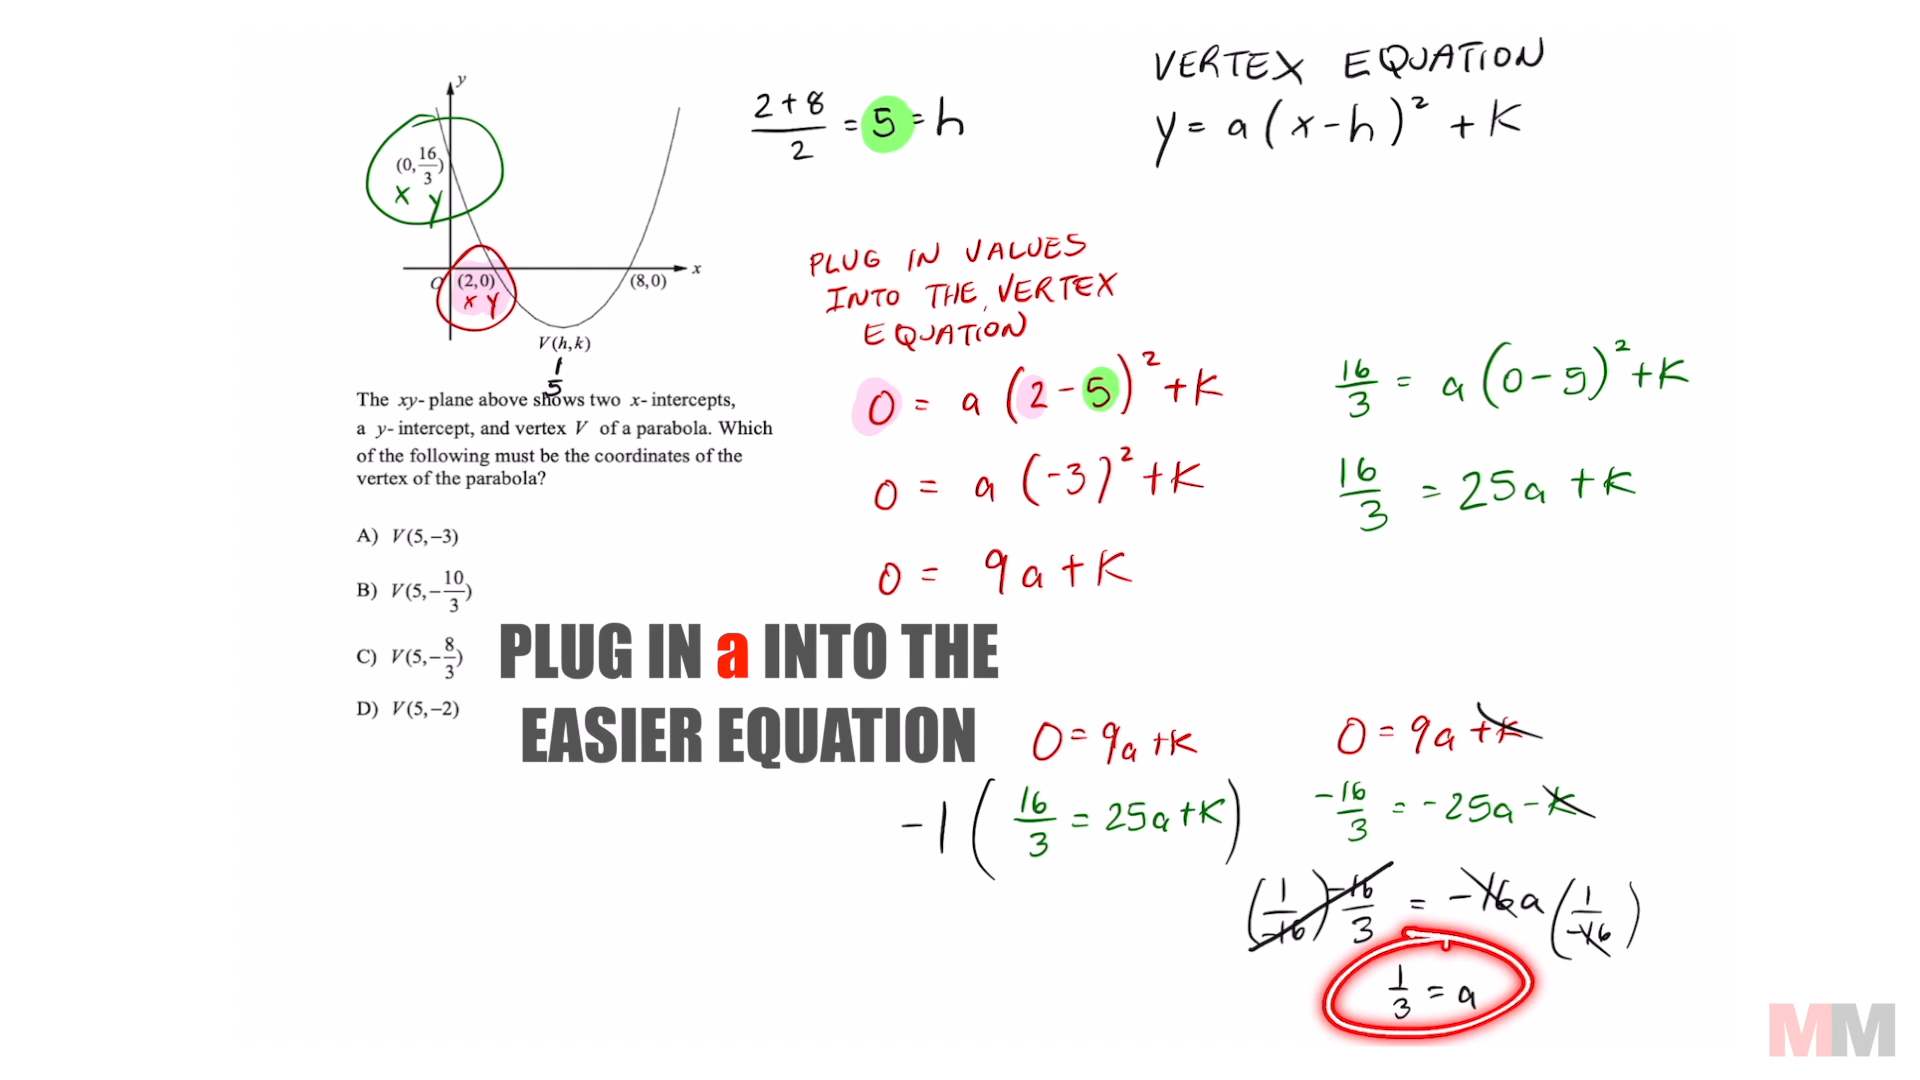 y
(0, 16/3)
x y
O
(2,0)
x y
(8,0)
x
V(h,k)
5
The xy- plane above shows two x- intercepts,
a y- intercept, and vertex V of a parabola. Which
of the following must be the coordinates of the
vertex of the parabola?
A) V(5,−3)
B) V(5,−10/3)
C) V(5,−8/3)
D) V(5,−2)
(2+8)/2 = 5 = h
VERTEX EQUATION
y = a(x-h)² + K
PLUG IN VALUES
INTO THE VERTEX
EQUATION
0 = a(2-5)² + K
0 = a(-3)² + K
0 = 9a + K
16/3 = a(0-5)² + K
16/3 = 25a + K
PLUG IN a INTO THE
EASIER EQUATION
0 = 9a + K
-1(16/3 = 25a + K)
0 = 9a + K
-16/3 = -25a - K
(1/-16) -16/3 = -16a (1/-16)
1/3 = a
MM